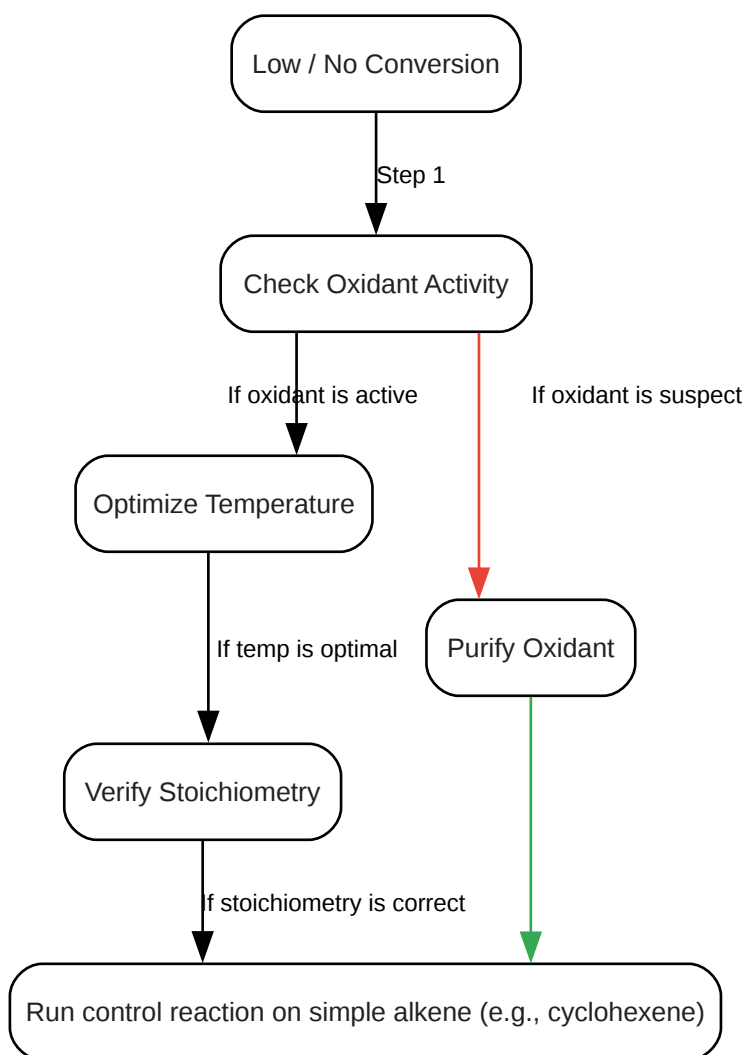 Low / No Conversion
Step 1
Check Oxidant Activity
If oxidant is active
If oxidant is suspect
Optimize Temperature
If temp is optimal
Purify Oxidant
Verify Stoichiometry
If stoichiometry is correct
Run control reaction on simple alkene (e.g., cyclohexene)